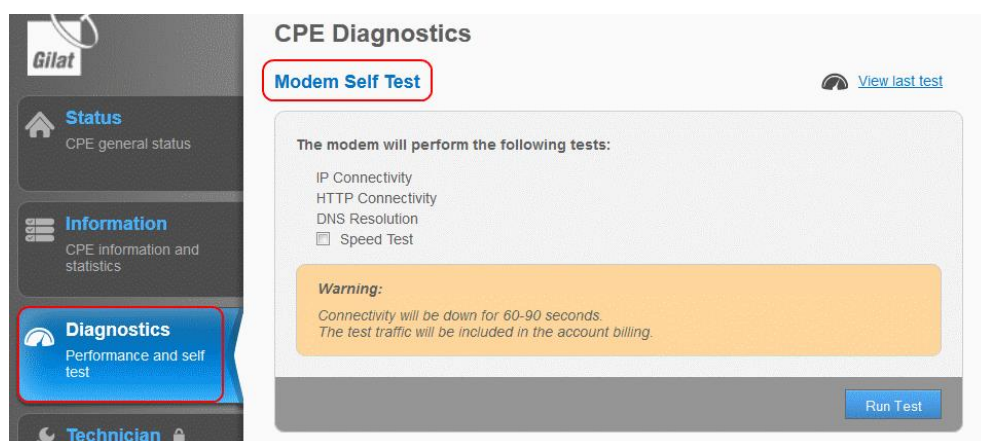 Gilat
CPE Diagnostics
Modem Self Test
View last test
Status
CPE general status
Information
CPE information and
statistics
Diagnostics
Performance and self
test
Technician
The modem will perform the following tests:
IP Connectivity
HTTP Connectivity
DNS Resolution
Speed Test
Warning:
Connectivity will be down for 60-90 seconds.
The test traffic will be included in the account billing.
Run Test